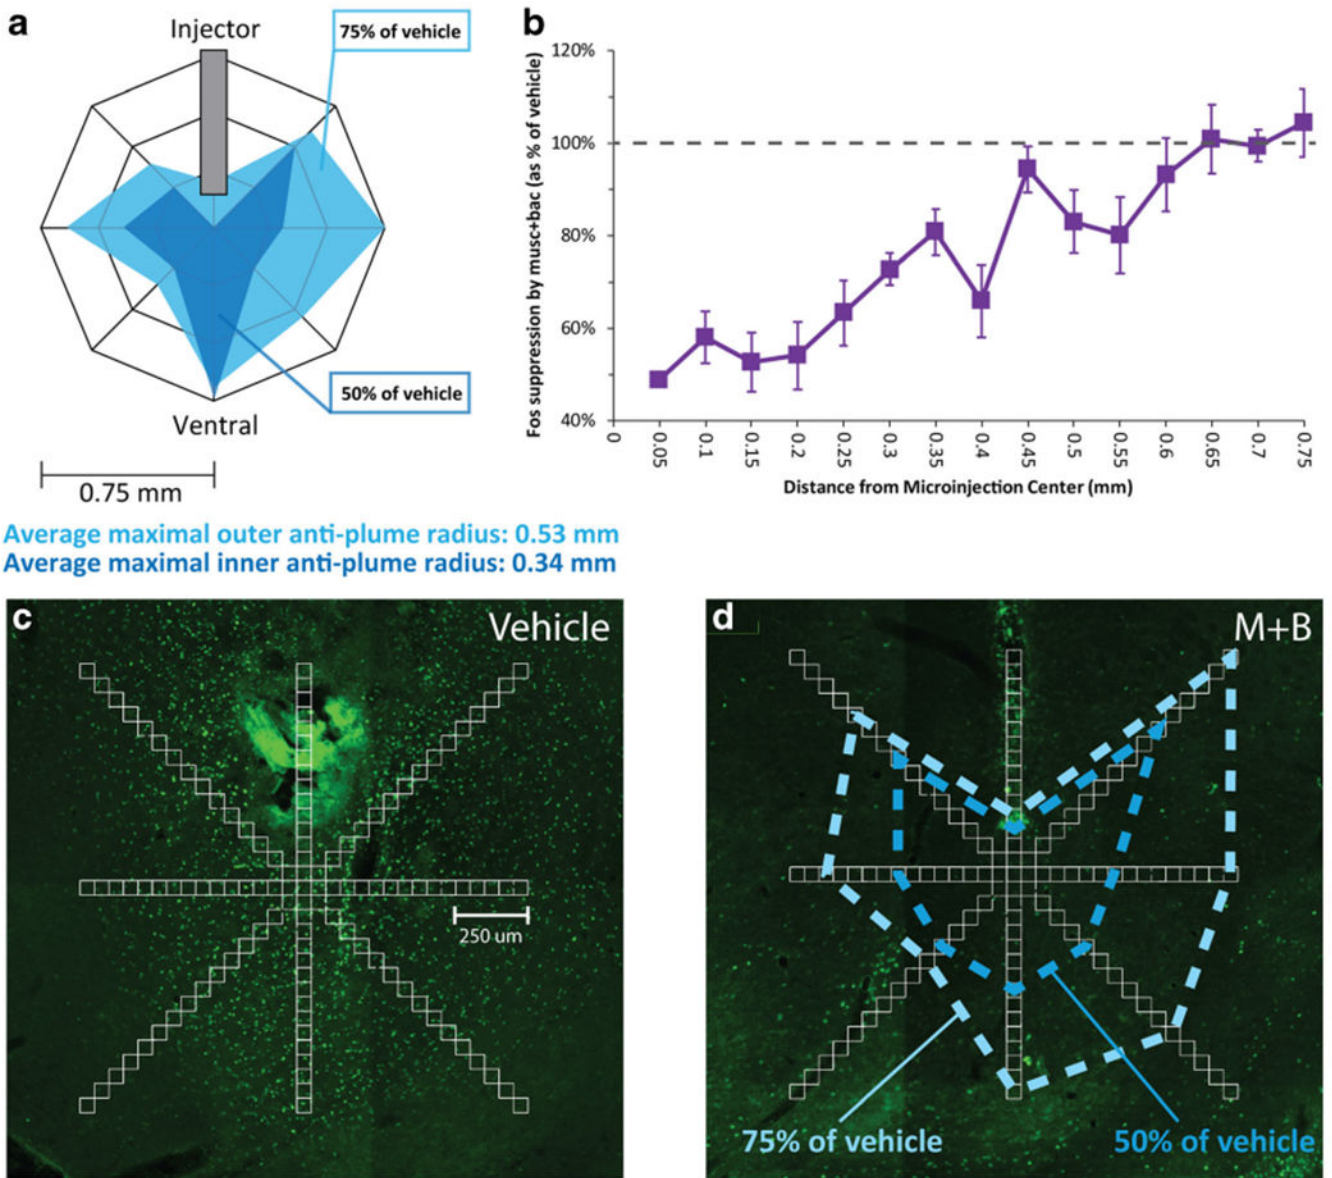 a
Injector
75% of vehicle
50% of vehicle
Ventral
0.75 mm
Average maximal outer anti-plume radius: 0.53 mm
Average maximal inner anti-plume radius: 0.34 mm
b
Fos suppression by musc+bac (as % of vehicle)
120%
100%
80%
60%
40%
0 0.05 0.1 0.15 0.2 0.25 0.3 0.35 0.4 0.45 0.5 0.55 0.6 0.65 0.7 0.75
Distance from Microinjection Center (mm)
c
Vehicle
250 um
d
M+B
75% of vehicle
50% of vehicle